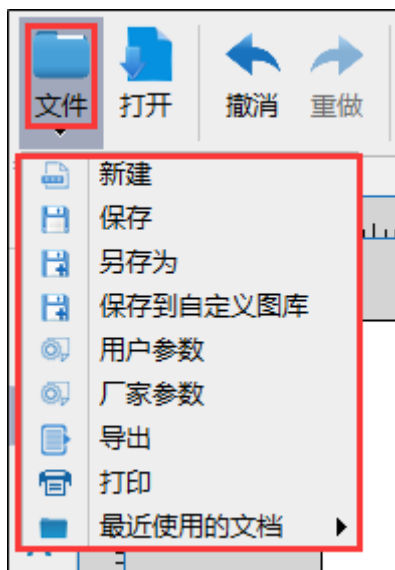 文件 打开 撤消 重做
新建
保存
另存为
保存到自定义图库
用户参数
厂家参数
导出
打印
最近使用的文档